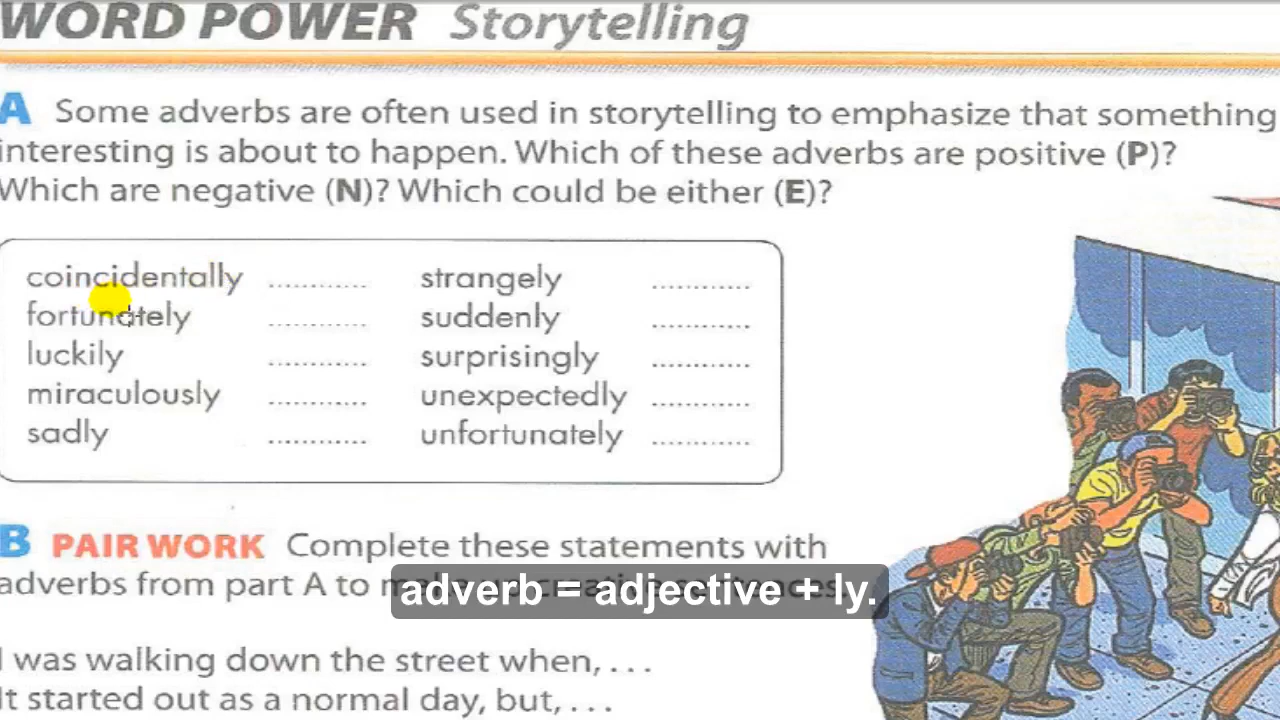 WORD POWER Storytelling
A Some adverbs are often used in storytelling to emphasize that something
interesting is about to happen. Which of these adverbs are positive (P)?
Which are negative (N)? Which could be either (E)?
coincidentally ............ strangely ............
fortunately ............ suddenly ............
luckily ............ surprisingly ............
miraculously ............ unexpectedly ............
sadly ............ unfortunately ............
B PAIR WORK Complete these statements with
adverbs from part A to
adverb = adjective + ly.
I was walking down the street when, . . .
It started out as a normal day, but, . . .